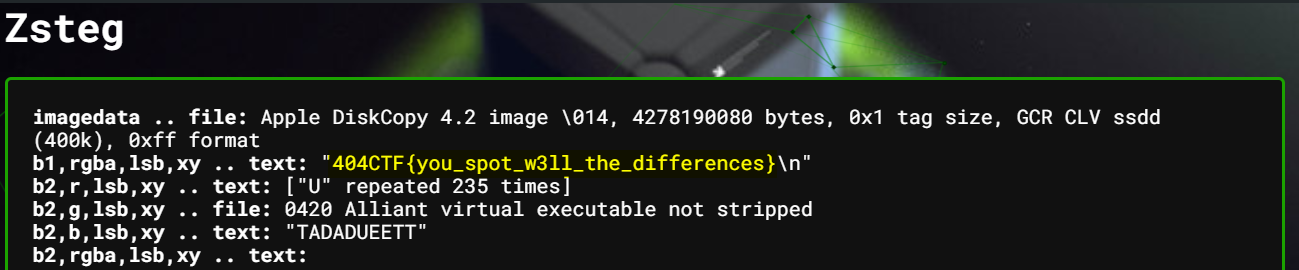 Zsteg
imagedata .. file: Apple DiskCopy 4.2 image \014, 4278190080 bytes, 0x1 tag size, GCR CLV ssdd
(400k), 0xff format
b1,rgba,lsb,xy .. text: "404CTF{you_spot_w3ll_the_differences}\n"
b2,r,lsb,xy .. text: ["U" repeated 235 times]
b2,g,lsb,xy .. file: 0420 Alliant virtual executable not stripped
b2,b,lsb,xy .. text: "TADADUEETT"
b2,rgba,lsb,xy .. text: